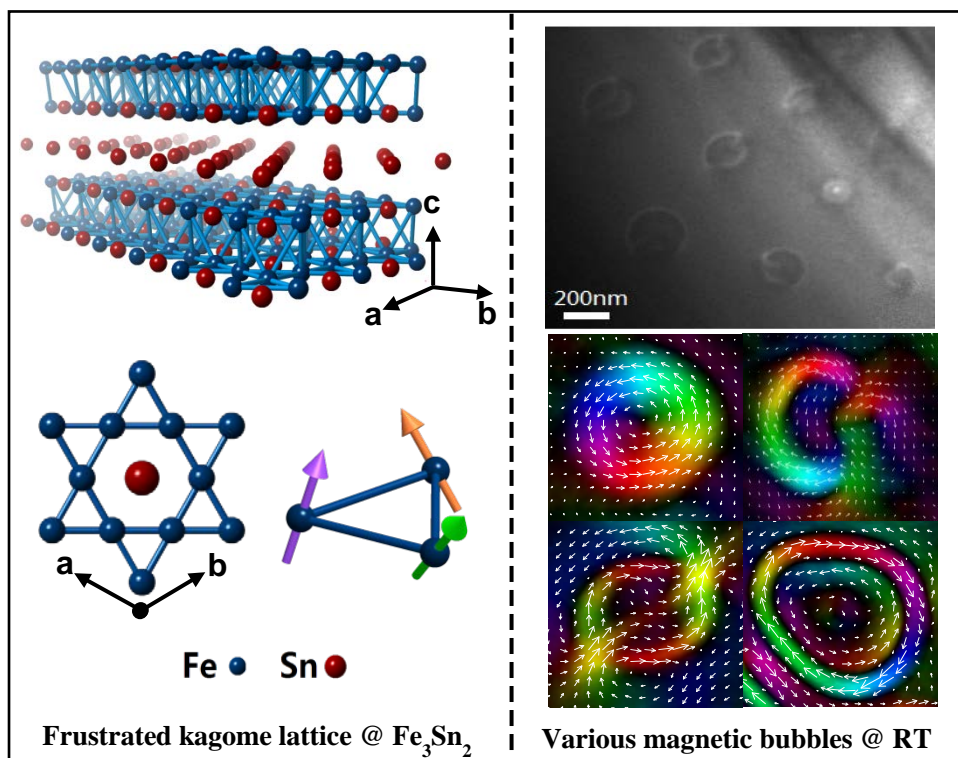 c
a
b
a
b
Fe
Sn
Frustrated kagome lattice @ Fe₃Sn₂
200nm
Various magnetic bubbles @ RT